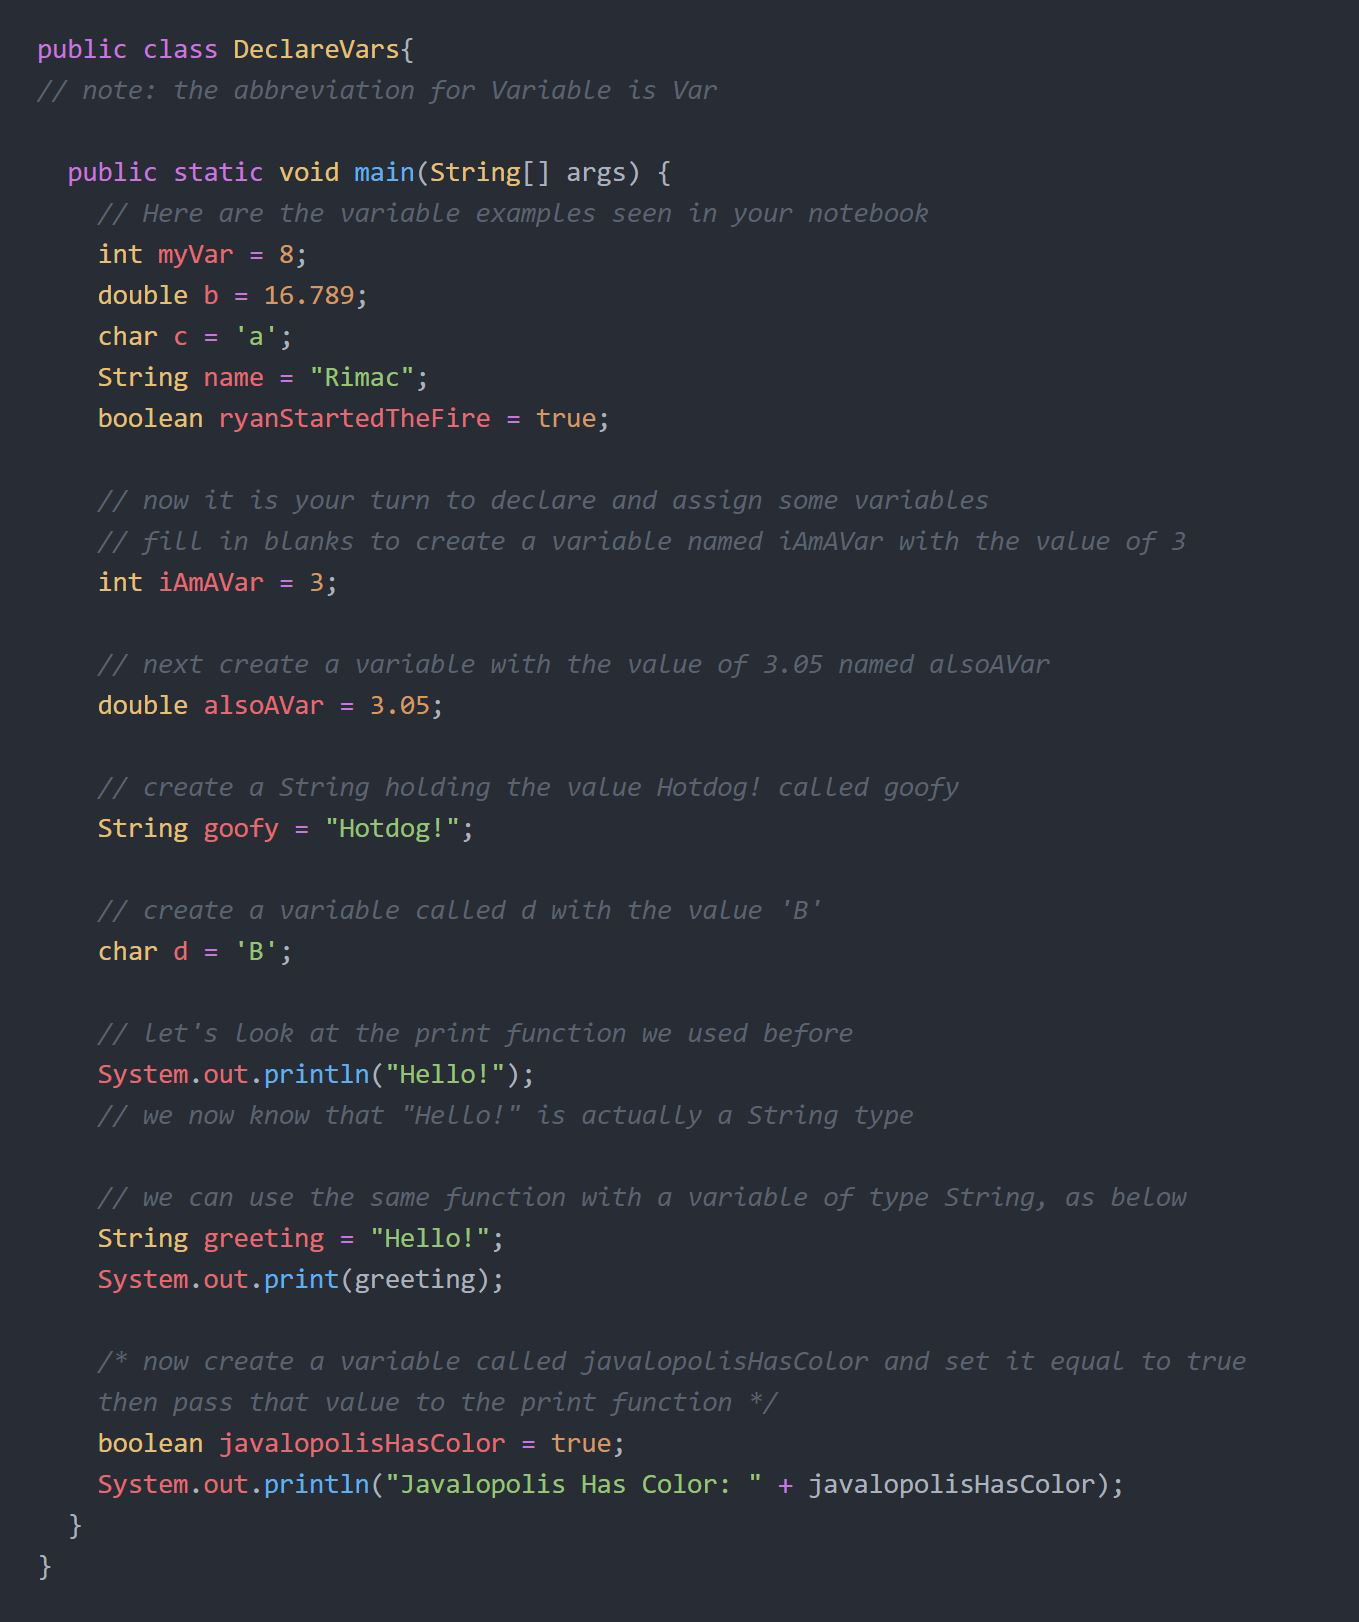 public class DeclareVars{
// note: the abbreviation for Variable is Var
public static void main(String[] args) {
// Here are the variable examples seen in your notebook
int myVar = 8;
double b = 16.789;
char c = 'a';
String name = "Rimac";
boolean ryanStartedTheFire = true;
// now it is your turn to declare and assign some variables
// fill in blanks to create a variable named iAmAVar with the value of 3
int iAmAVar = 3;
// next create a variable with the value of 3.05 named alsoAVar
double alsoAVar = 3.05;
// create a String holding the value Hotdog! called goofy
String goofy = "Hotdog!";
// create a variable called d with the value 'B'
char d = 'B';
// let's look at the print function we used before
System.out.println("Hello!");
// we now know that "Hello!" is actually a String type
// we can use the same function with a variable of type String, as below
String greeting = "Hello!";
System.out.print(greeting);
/* now create a variable called javalopolisHasColor and set it equal to true
then pass that value to the print function */
boolean javalopolisHasColor = true;
System.out.println("Javalopolis Has Color: " + javalopolisHasColor);
}
}